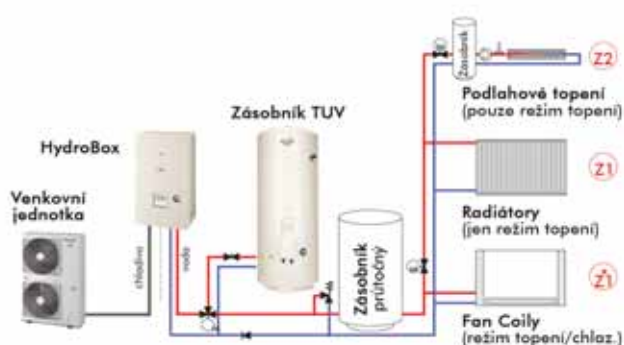 Zásobník
Z2
Podlahové topení
(pouze režim topení)
Zásobník TUV
HydroBox
Z1
Venkovní
jednotka
chladivo
voda
Zásobník
průtočný
Radiátory
(jen režim topení)
Z1
Fan Coily
(režim topení/chlaz.)